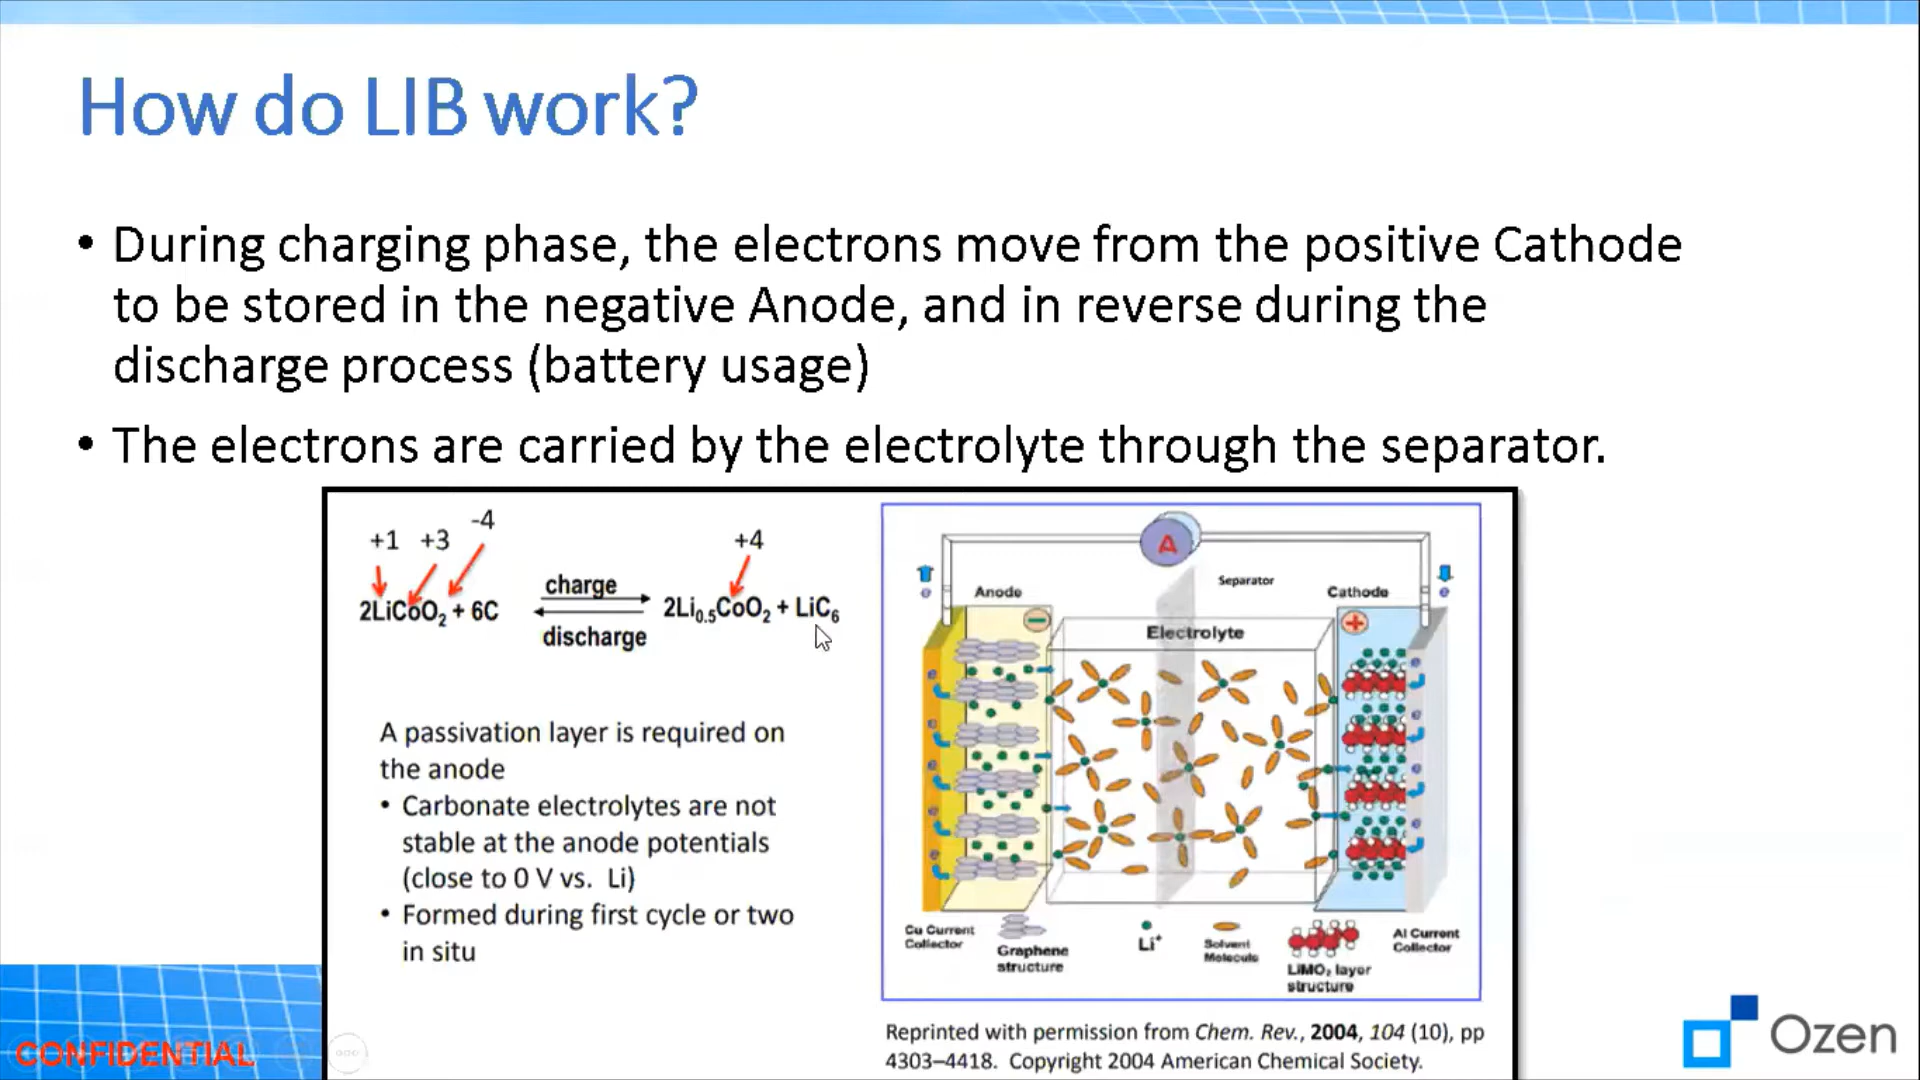 How do LIB work?
• During charging phase, the electrons move from the positive Cathode
to be stored in the negative Anode, and in reverse during the
discharge process (battery usage)
• The electrons are carried by the electrolyte through the separator.
-4
+1 +3
+4
2LiCoO₂ + 6C
charge
discharge
2Li₀.₅CoO₂ + LiC₆
A passivation layer is required on
the anode
• Carbonate electrolytes are not
stable at the anode potentials
(close to 0 V vs. Li)
• Formed during first cycle or two
in situ
A
Separator
Anode
Cathode
e
e
Electrolyte
Cu Current
Collector
Graphene
structure
Li⁺
Solvent
Molecule
LiMO₂ layer
structure
Al Current
Collector
Reprinted with permission from Chem. Rev., 2004, 104 (10), pp
4303–4418. Copyright 2004 American Chemical Society.
CONFIDENTIAL
Ozen